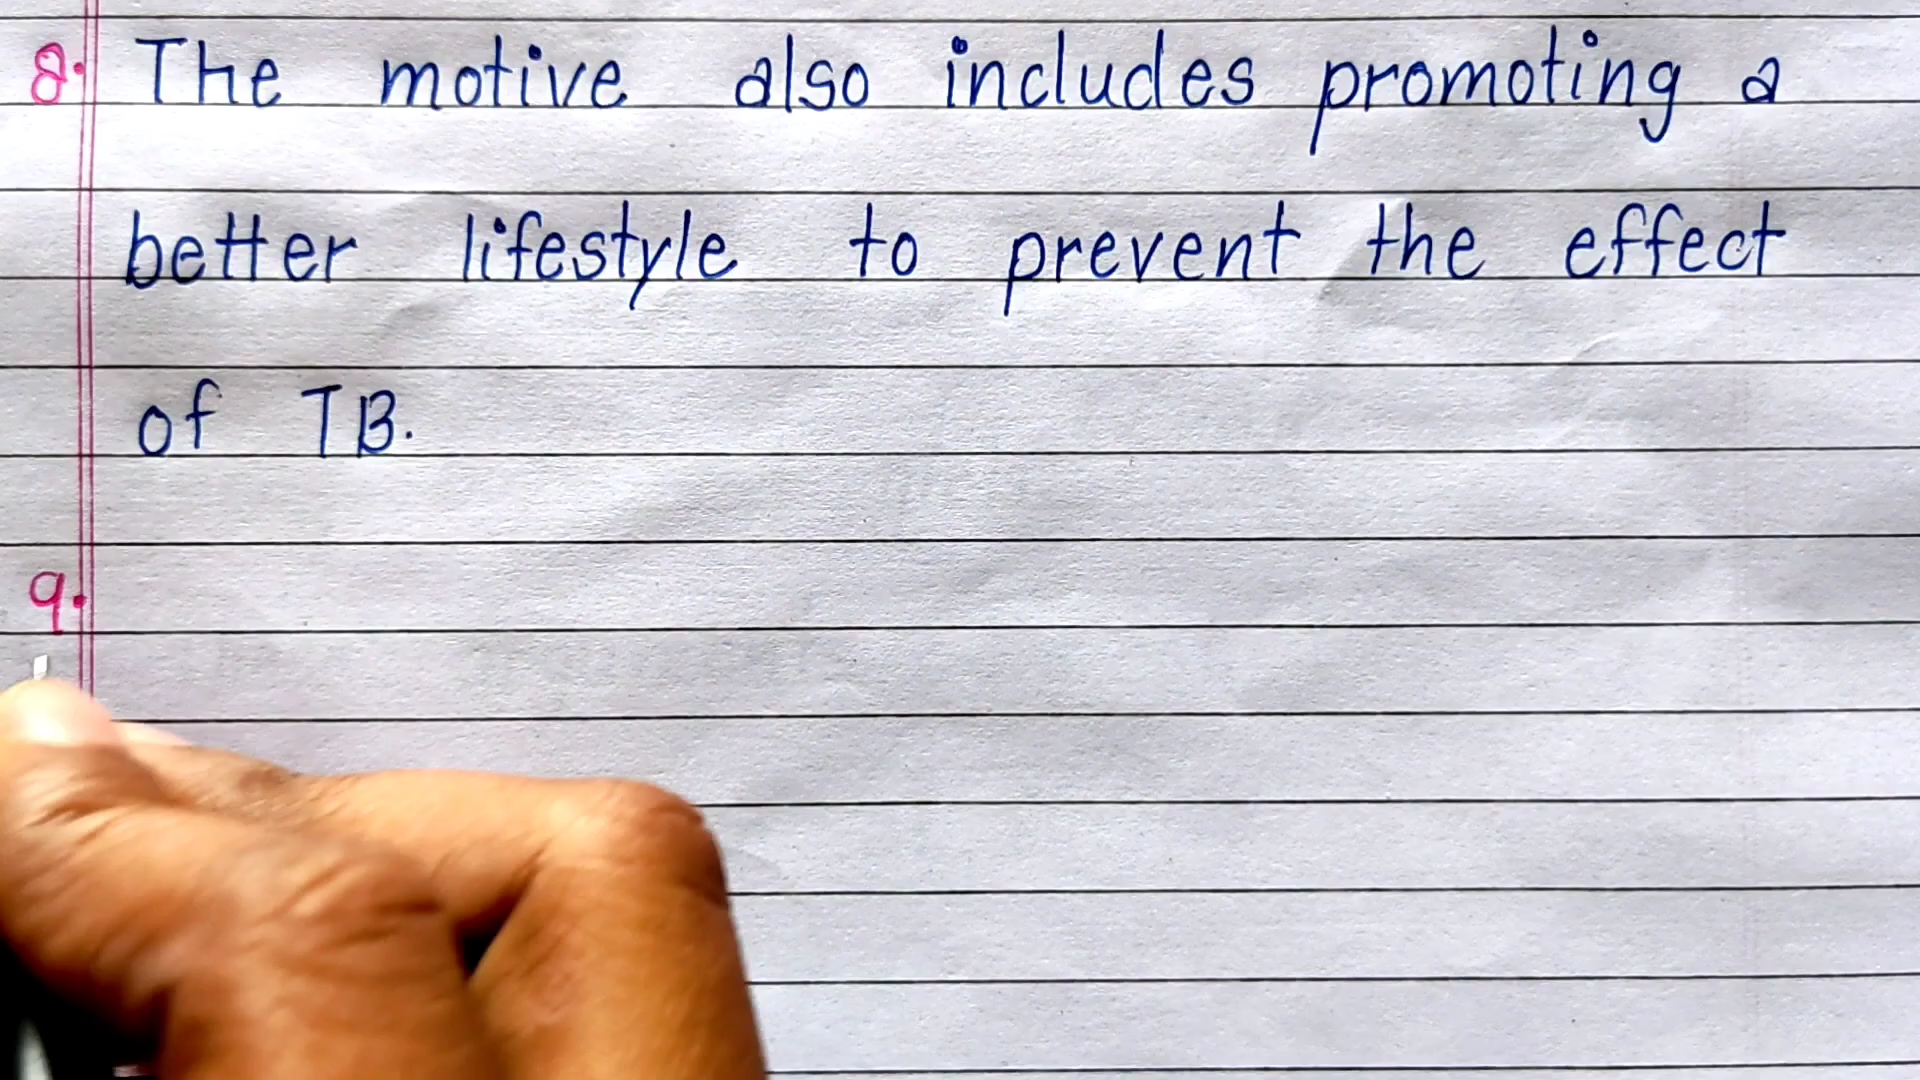 8. The motive also includes promoting a
better lifestyle to prevent the effect
of TB.
9.